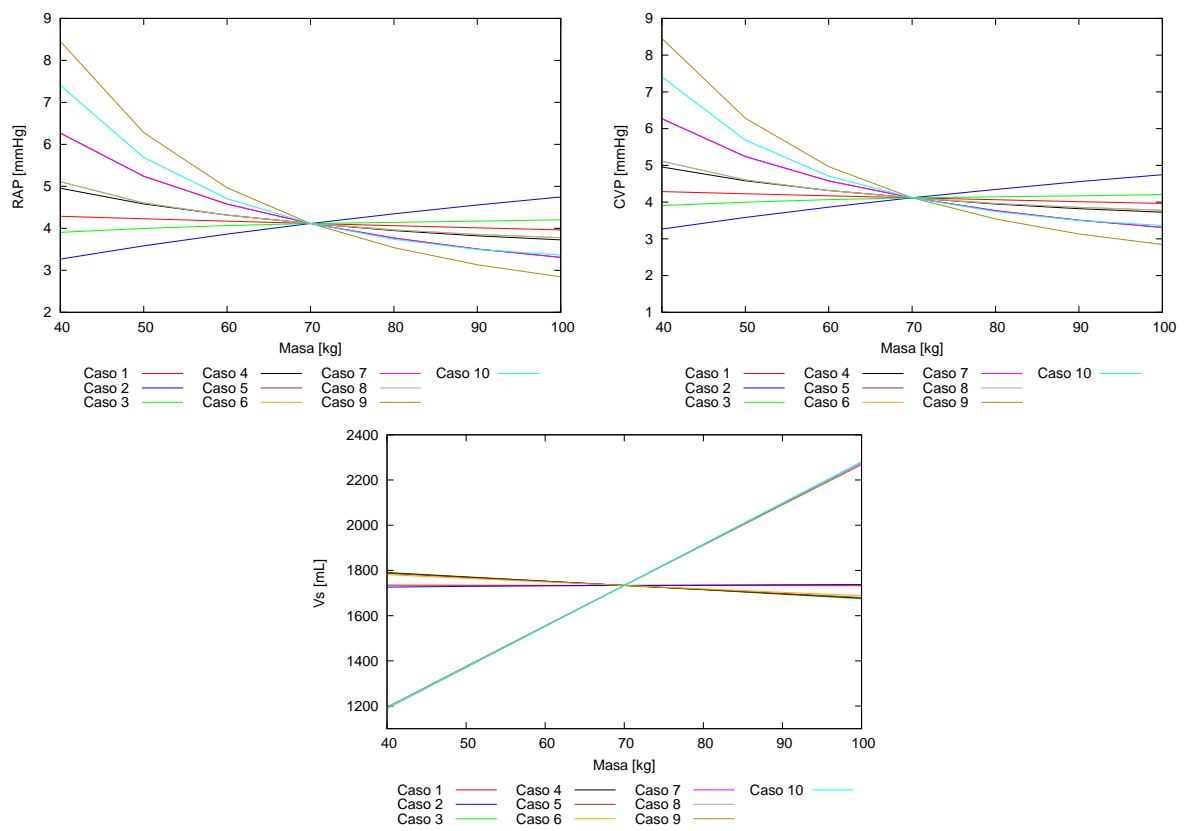 9
8
7
6
5
4
3
2
RAP [mmHg]
40 50 60 70 80 90 100
Masa [kg]
Caso 1 Caso 4 Caso 7 Caso 10
Caso 2 Caso 5 Caso 8
Caso 3 Caso 6 Caso 9
9
8
7
6
5
4
3
2
1
CVP [mmHg]
40 50 60 70 80 90 100
Masa [kg]
Caso 1 Caso 4 Caso 7 Caso 10
Caso 2 Caso 5 Caso 8
Caso 3 Caso 6 Caso 9
2400
2200
2000
1800
1600
1400
1200
Vs [mL]
40 50 60 70 80 90 100
Masa [kg]
Caso 1 Caso 4 Caso 7 Caso 10
Caso 2 Caso 5 Caso 8
Caso 3 Caso 6 Caso 9